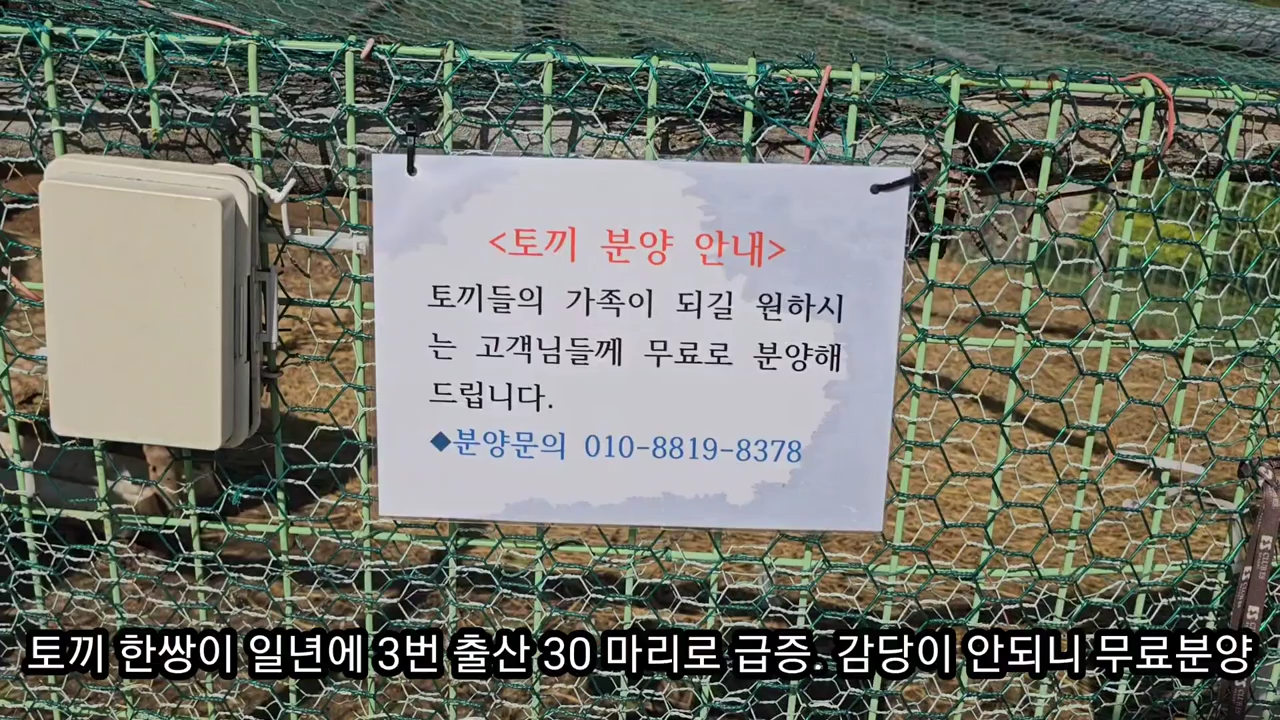 <토끼 분양 안내>
토끼들의 가족이 되길 원하시
는 고객님들께 무료로 분양해
드립니다.
◆분양문의 010-8819-8378
토끼 한쌍이 일년에 3번 출산 30 마리로 급증. 감당이 안되니 무료분양